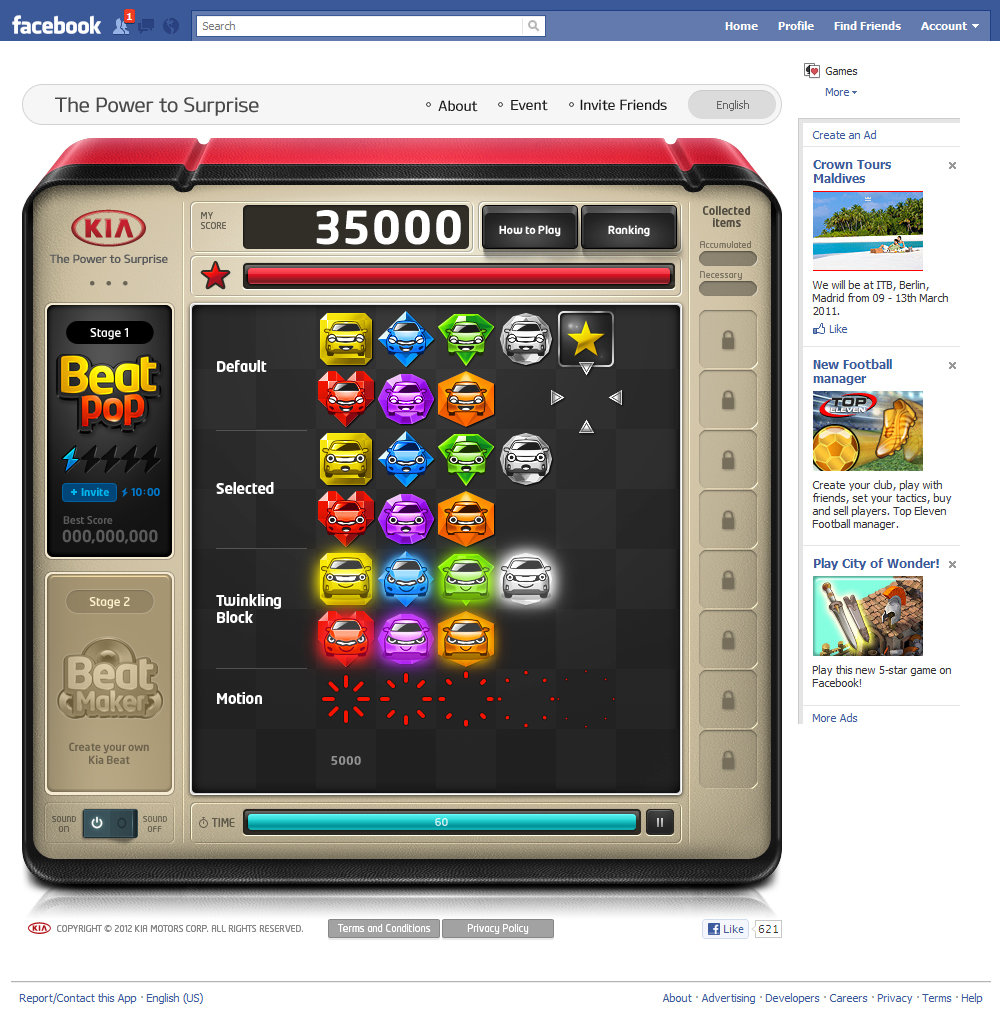 facebook
1
Search
Home
Profile
Find Friends
Account
Games
More
The Power to Surprise
About
Event
Invite Friends
English
Create an Ad
Crown Tours
Maldives
We will be at ITB, Berlin,
Madrid from 09 - 13th March
2011.
Like
New Football
manager
TOP
ELEVEN
Create your club, play with
friends, set your tactics, buy
and sell players. Top Eleven
Football manager.
Play City of Wonder!
Play this new 5-star game on
Facebook!
More Ads
KIA
The Power to Surprise
MY
SCORE
35000
How to Play
Ranking
Collected
items
Accumulated
Necessary
Stage 1
Beat
pop
+ Invite
10:00
Best Score
000,000,000
Stage 2
Beat
Maker
Create your own
Kia Beat
SOUND
ON
SOUND
OFF
Default
Selected
Twinkling
Block
Motion
5000
TIME
60
KIA
COPYRIGHT © 2012 KIA MOTORS CORP. ALL RIGHTS RESERVED.
Terms and Conditions
Privacy Policy
Like
621
Report/Contact this App · English (US)
About · Advertising · Developers · Careers · Privacy · Terms · Help